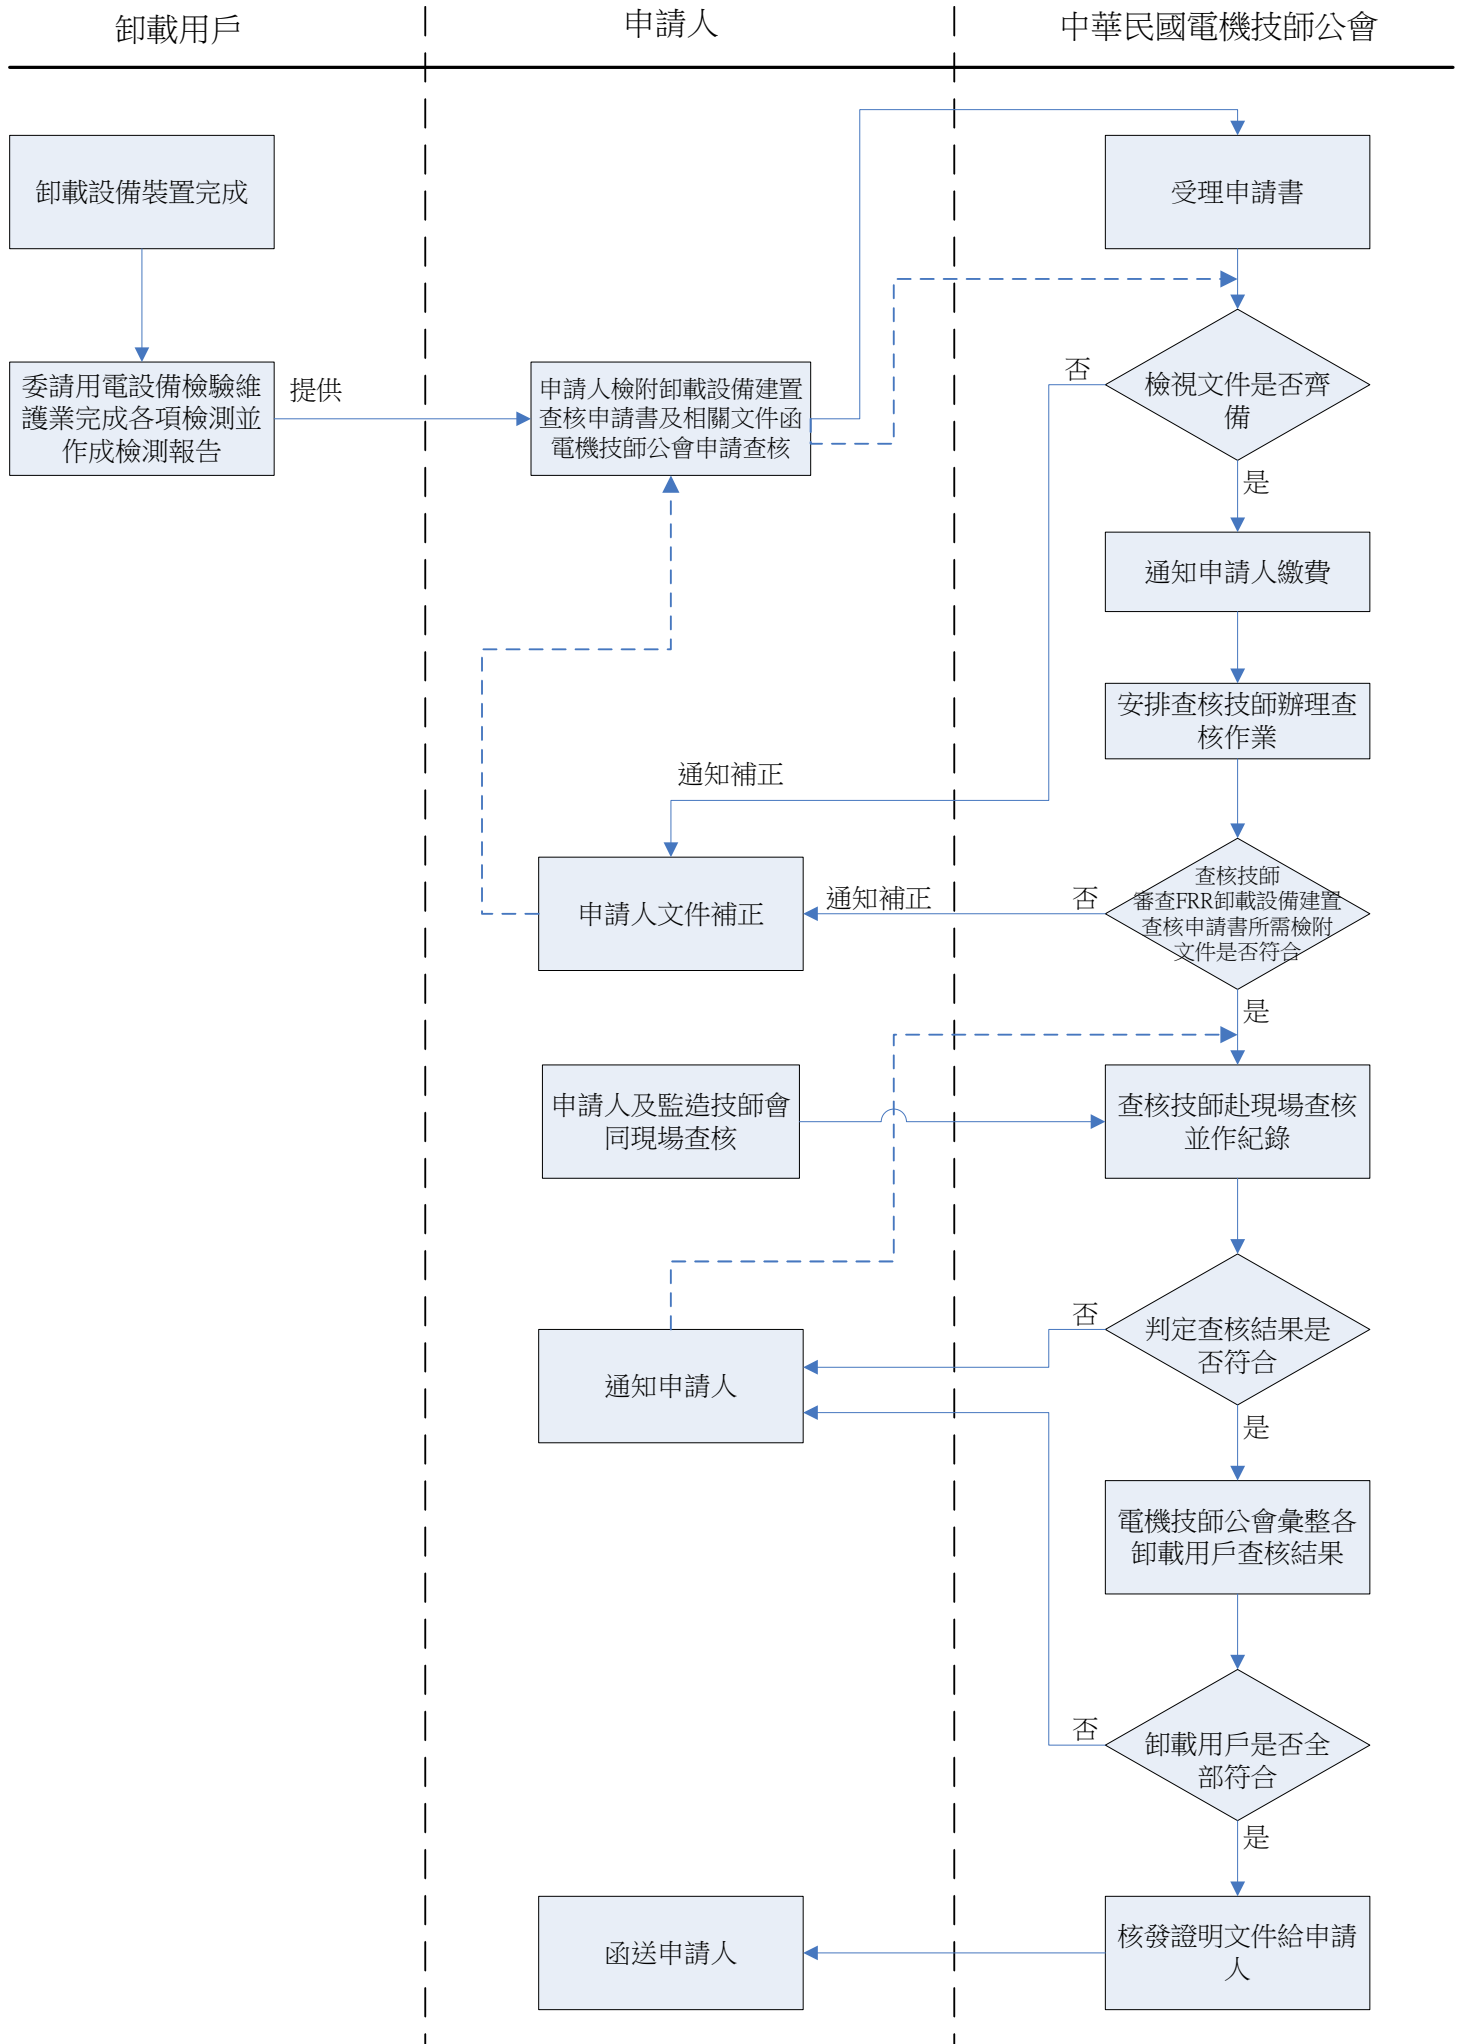 卸載用戶
申請人
中華民國電機技師公會
卸載設備裝置完成
受理申請書
委請用電設備檢驗維
護業完成各項檢測並
作成檢測報告
提供
申請人檢附卸載設備建置
查核申請書及相關文件函
電機技師公會申請查核
否
檢視文件是否齊
備
是
通知申請人繳費
安排查核技師辦理查
核作業
通知補正
申請人文件補正
通知補正
否
查核技師
審查FRR卸載設備建置
查核申請書所需檢附
文件是否符合
是
申請人及監造技師會
同現場查核
查核技師赴現場查核
並作紀錄
否
判定查核結果是
否符合
通知申請人
是
電機技師公會彙整各
卸載用戶查核結果
否
卸載用戶是否全
部符合
是
函送申請人
核發證明文件給申請
人